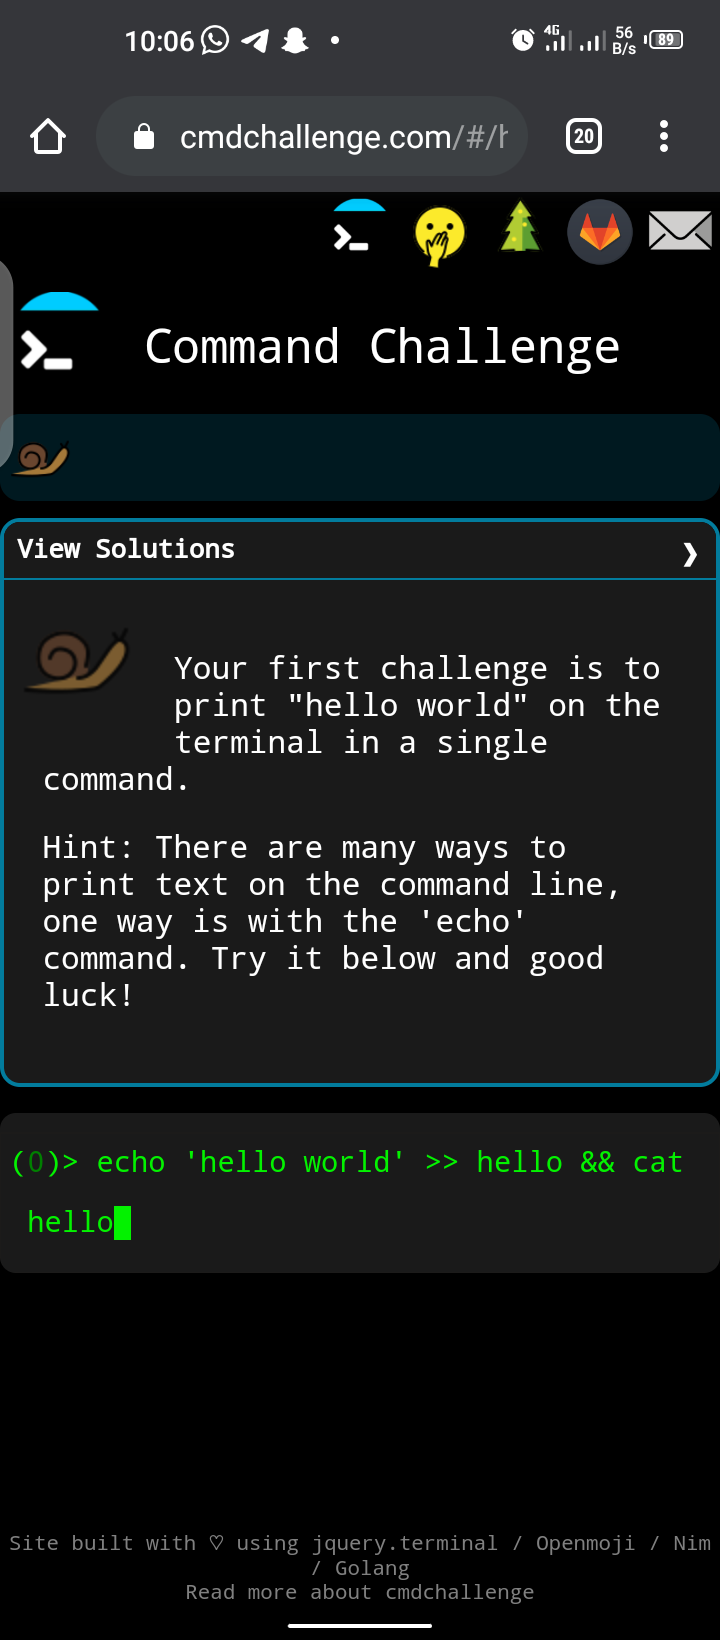 10:06
4G
56
B/s
89
cmdchallenge.com/#/h
20
Command Challenge
View Solutions
Your first challenge is to
print "hello world" on the
terminal in a single
command.
Hint: There are many ways to
print text on the command line,
one way is with the 'echo'
command. Try it below and good
luck!
(0)> echo 'hello world' >> hello && cat
hello
Site built with ♡ using jquery.terminal / Openmoji / Nim
/ Golang
Read more about cmdchallenge